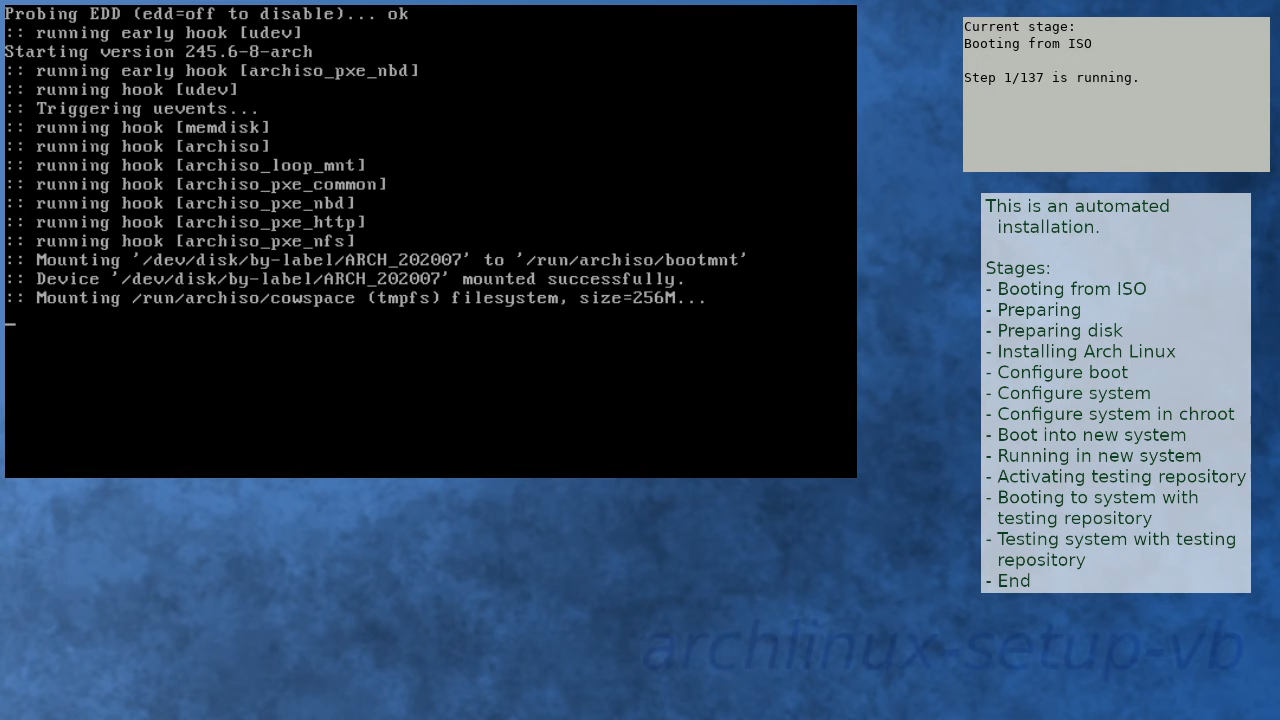 Probing EDD (edd=off to disable)... ok
:: running early hook [udev]
Starting version 245.6-8-arch
:: running early hook [archiso_pxe_nbd]
:: running hook [udev]
:: Triggering uevents...
:: running hook [memdisk]
:: running hook [archiso]
:: running hook [archiso_loop_mnt]
:: running hook [archiso_pxe_common]
:: running hook [archiso_pxe_nbd]
:: running hook [archiso_pxe_http]
:: running hook [archiso_pxe_nfs]
:: Mounting '/dev/disk/by-label/ARCH_202007' to '/run/archiso/bootmnt'
:: Device '/dev/disk/by-label/ARCH_202007' mounted successfully.
:: Mounting /run/archiso/cowspace (tmpfs) filesystem, size=256M...
Current stage:
Booting from ISO
Step 1/137 is running.
This is an automated
installation.
Stages:
- Booting from ISO
- Preparing
- Preparing disk
- Installing Arch Linux
- Configure boot
- Configure system
- Configure system in chroot
- Boot into new system
- Running in new system
- Activating testing repository
- Booting to system with
testing repository
- Testing system with testing
repository
- End
archlinux-setup-vb